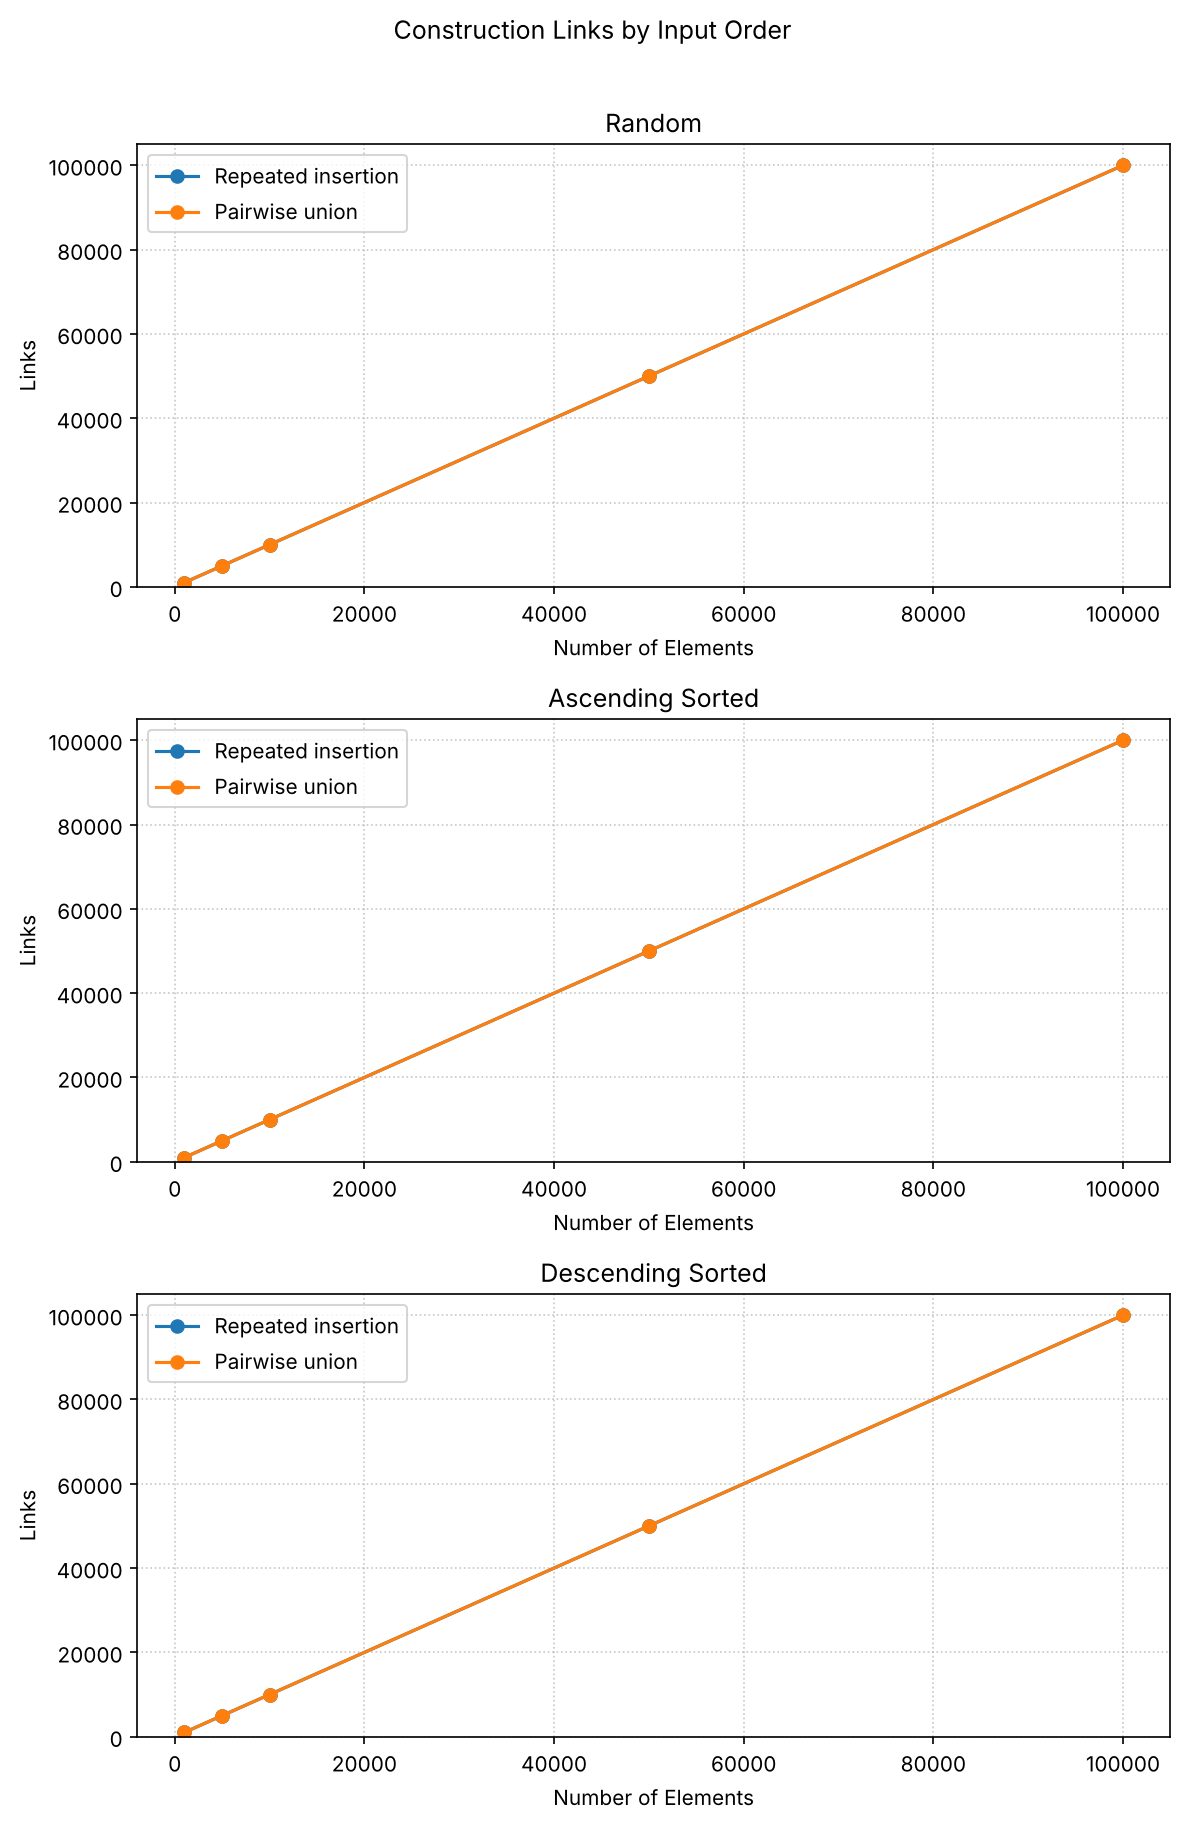 Construction Links by Input Order
Random
Repeated insertion
Pairwise union
100000
80000
60000
40000
20000
0
Links
0 20000 40000 60000 80000 100000
Number of Elements
Ascending Sorted
Repeated insertion
Pairwise union
100000
80000
60000
40000
20000
0
Links
0 20000 40000 60000 80000 100000
Number of Elements
Descending Sorted
Repeated insertion
Pairwise union
100000
80000
60000
40000
20000
0
Links
0 20000 40000 60000 80000 100000
Number of Elements